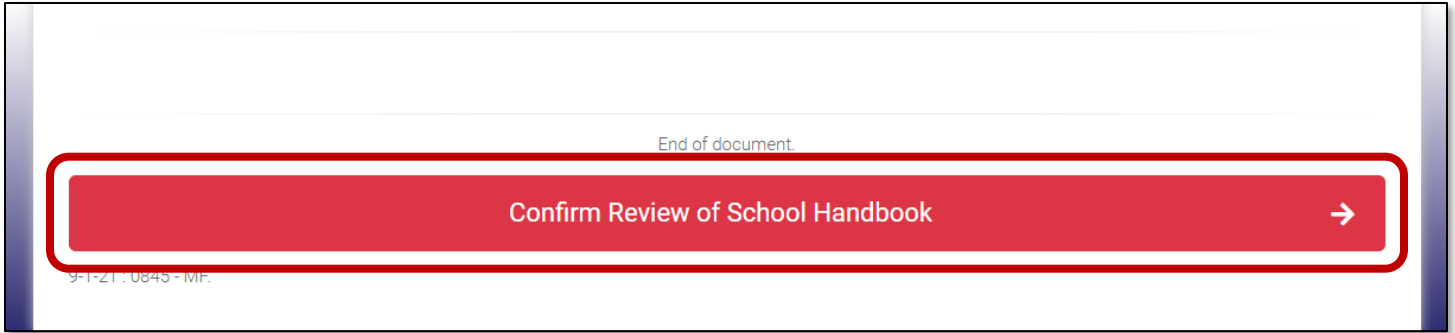 End of document.
Confirm Review of School Handbook
9-1-21 : 0845 - MF.